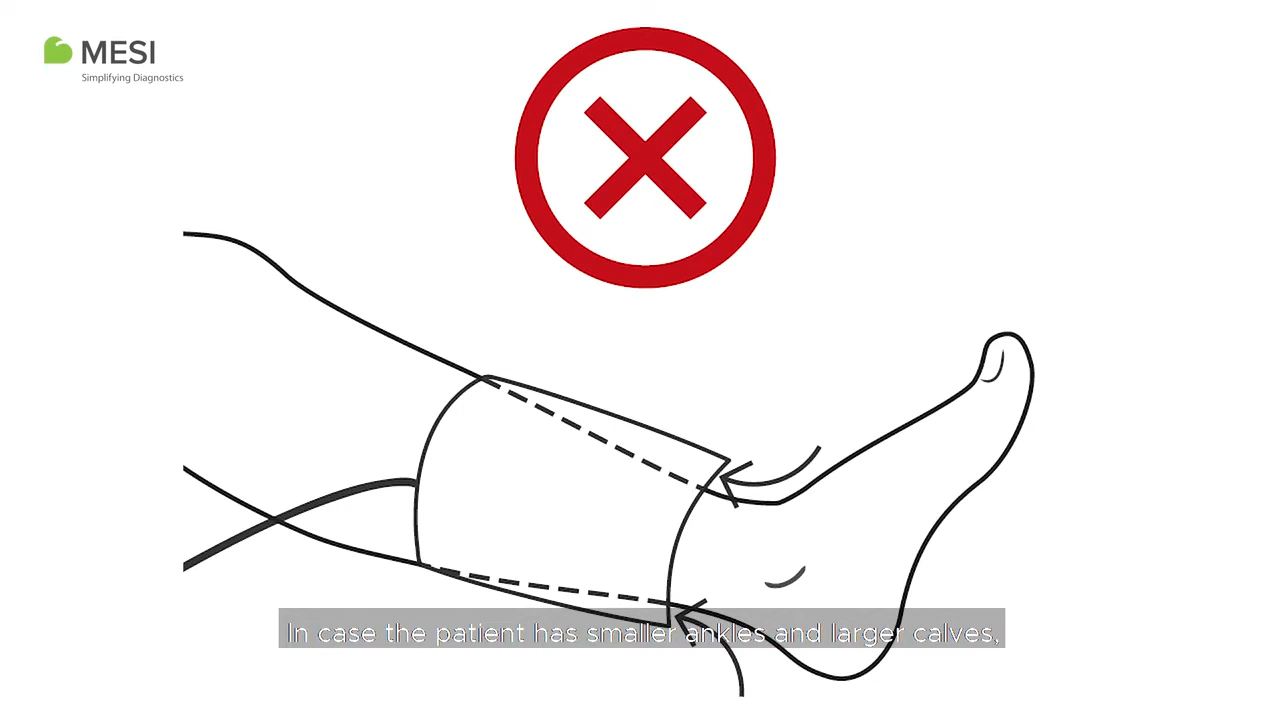 MESI
Simplifying Diagnostics
In case the patient has smaller ankles and larger calves,